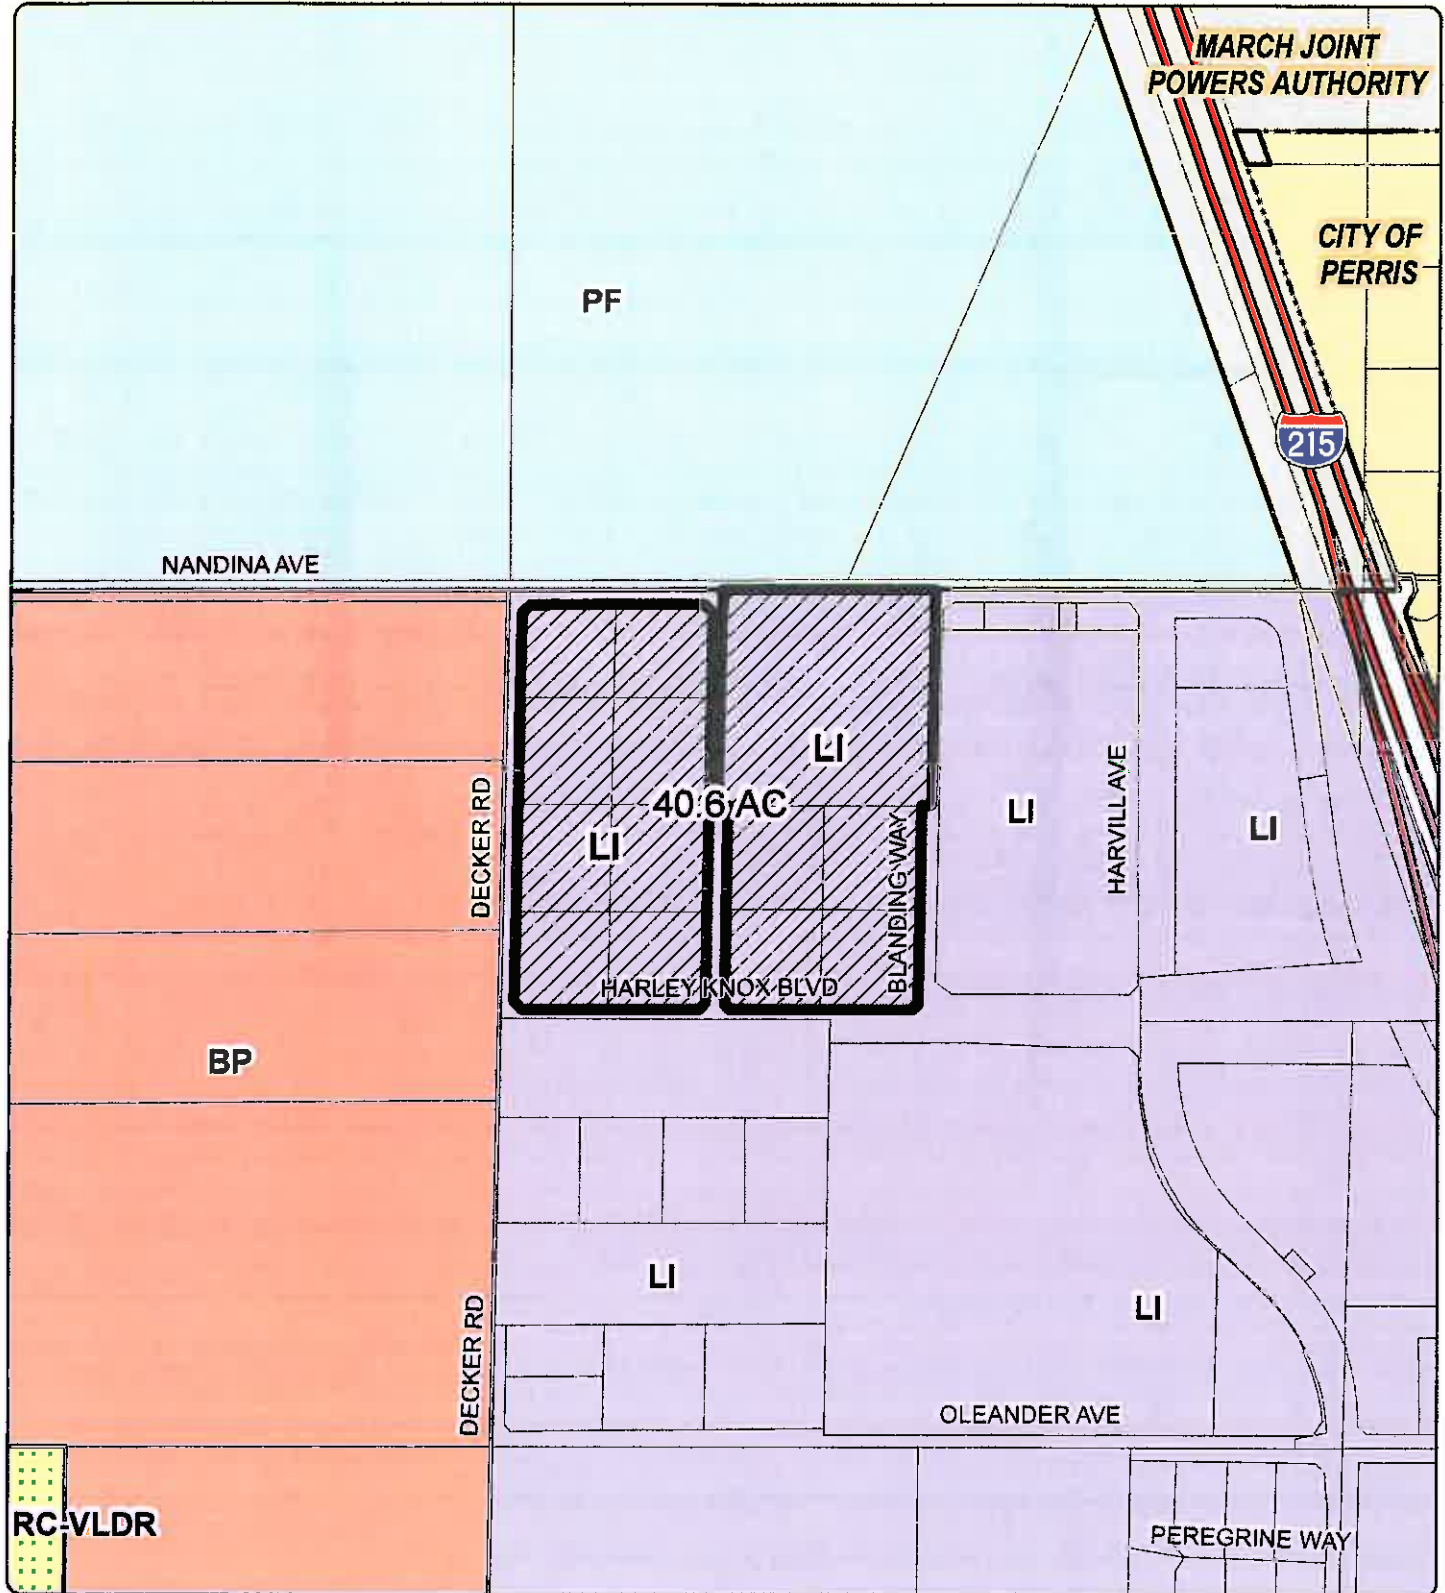 MARCH JOINT
POWERS AUTHORITY
CITY OF
PERRIS
PF
215
NANDINA AVE
LI
40.6 AC
LI
DECKER RD
BLANDING WAY
LI
HARVILL AVE
LI
HARLEY KNOX BLVD
BP
LI
LI
DECKER RD
OLEANDER AVE
RC-VLDR
PEREGRINE WAY